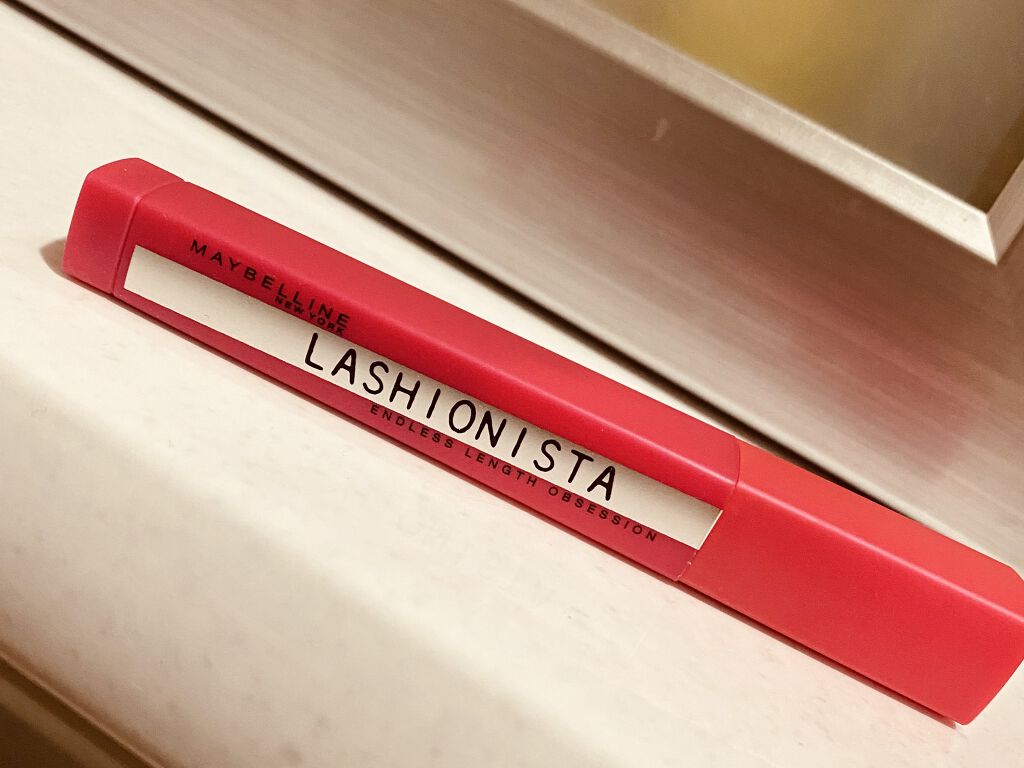 MAYBELLINE
NEW YORK
LASHIONISTA
ENDLESS LENGTH OBSESSION